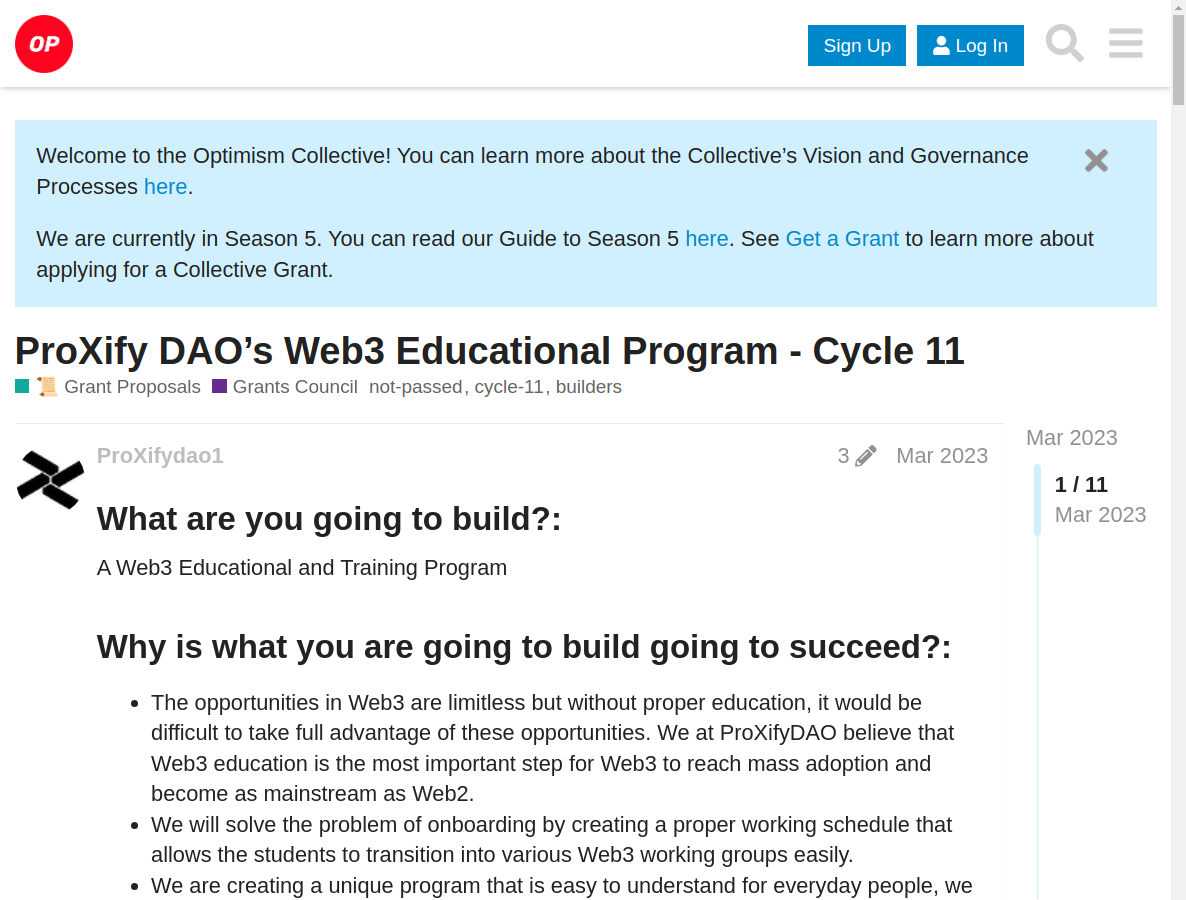 OP
Sign Up
Log In
Welcome to the Optimism Collective! You can learn more about the Collective’s Vision and Governance
Processes here.
We are currently in Season 5. You can read our Guide to Season 5 here. See Get a Grant to learn more about
applying for a Collective Grant.
ProXify DAO’s Web3 Educational Program - Cycle 11
Grant Proposals Grants Council not-passed, cycle-11, builders
ProXifydao1 3 Mar 2023
Mar 2023
1 / 11
Mar 2023
What are you going to build?:
A Web3 Educational and Training Program
Why is what you are going to build going to succeed?:
The opportunities in Web3 are limitless but without proper education, it would be
difficult to take full advantage of these opportunities. We at ProXifyDAO believe that
Web3 education is the most important step for Web3 to reach mass adoption and
become as mainstream as Web2.
We will solve the problem of onboarding by creating a proper working schedule that
allows the students to transition into various Web3 working groups easily.
We are creating a unique program that is easy to understand for everyday people, we